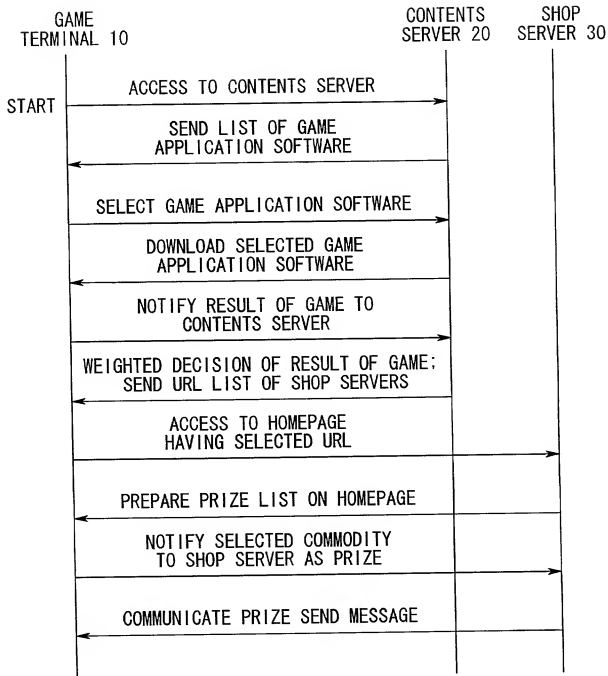 GAME
TERMINAL 10
CONTENTS
SERVER 20
SHOP
SERVER 30
START
ACCESS TO CONTENTS SERVER
SEND LIST OF GAME
APPLICATION SOFTWARE
SELECT GAME APPLICATION SOFTWARE
DOWNLOAD SELECTED GAME
APPLICATION SOFTWARE
NOTIFY RESULT OF GAME TO
CONTENTS SERVER
WEIGHTED DECISION OF RESULT OF GAME;
SEND URL LIST OF SHOP SERVERS
ACCESS TO HOMEPAGE
HAVING SELECTED URL
PREPARE PRIZE LIST ON HOMEPAGE
NOTIFY SELECTED COMMODITY
TO SHOP SERVER AS PRIZE
COMMUNICATE PRIZE SEND MESSAGE